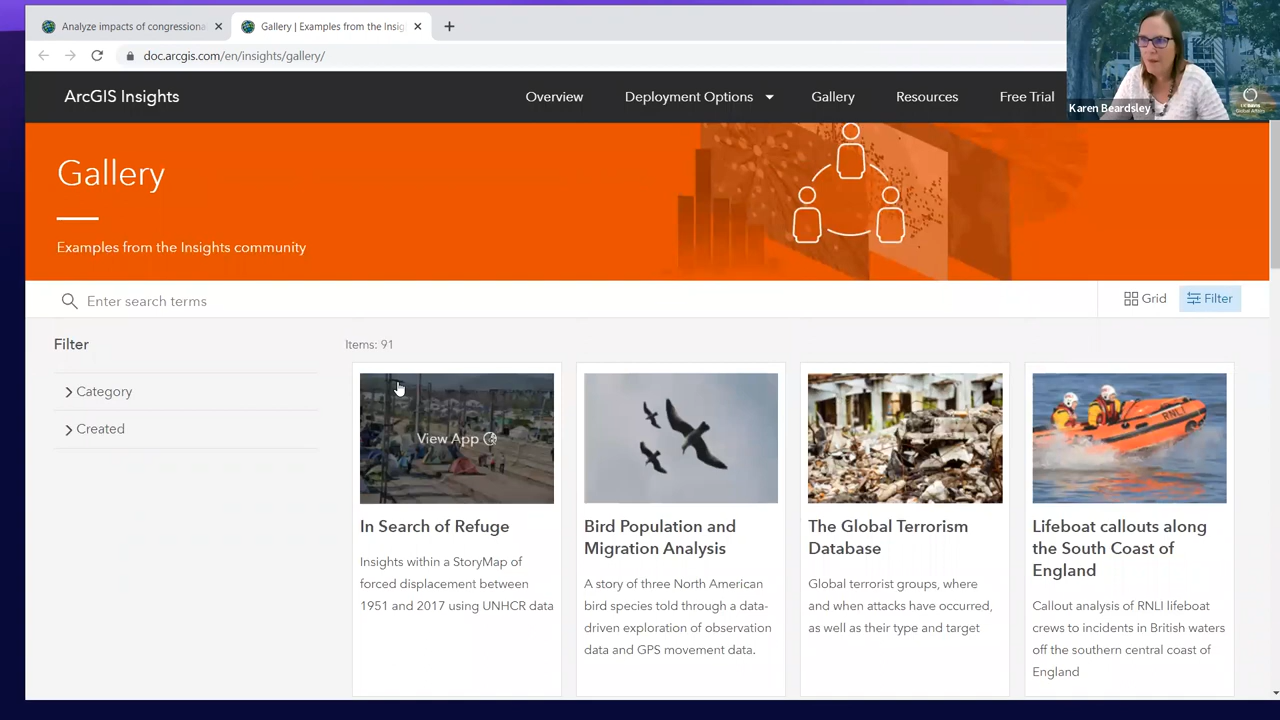 Analyze impacts of congressiona
Gallery | Examples from the Insig
doc.arcgis.com/en/insights/gallery/
ArcGIS Insights
Overview
Deployment Options
Gallery
Resources
Free Trial
Karen Beardsley
UC DAVIS
Global Affairs
Gallery
Examples from the Insights community
Enter search terms
Grid
Filter
Filter
Items: 91
Category
Created
View App
In Search of Refuge
Insights within a StoryMap of
forced displacement between
1951 and 2017 using UNHCR data
Bird Population and
Migration Analysis
A story of three North American
bird species told through a data-
driven exploration of observation
data and GPS movement data.
The Global Terrorism
Database
Global terrorist groups, where
and when attacks have occurred,
as well as their type and target
RNLI
Lifeboat callouts along
the South Coast of
England
Callout analysis of RNLI lifeboat
crews to incidents in British waters
off the southern central coast of
England